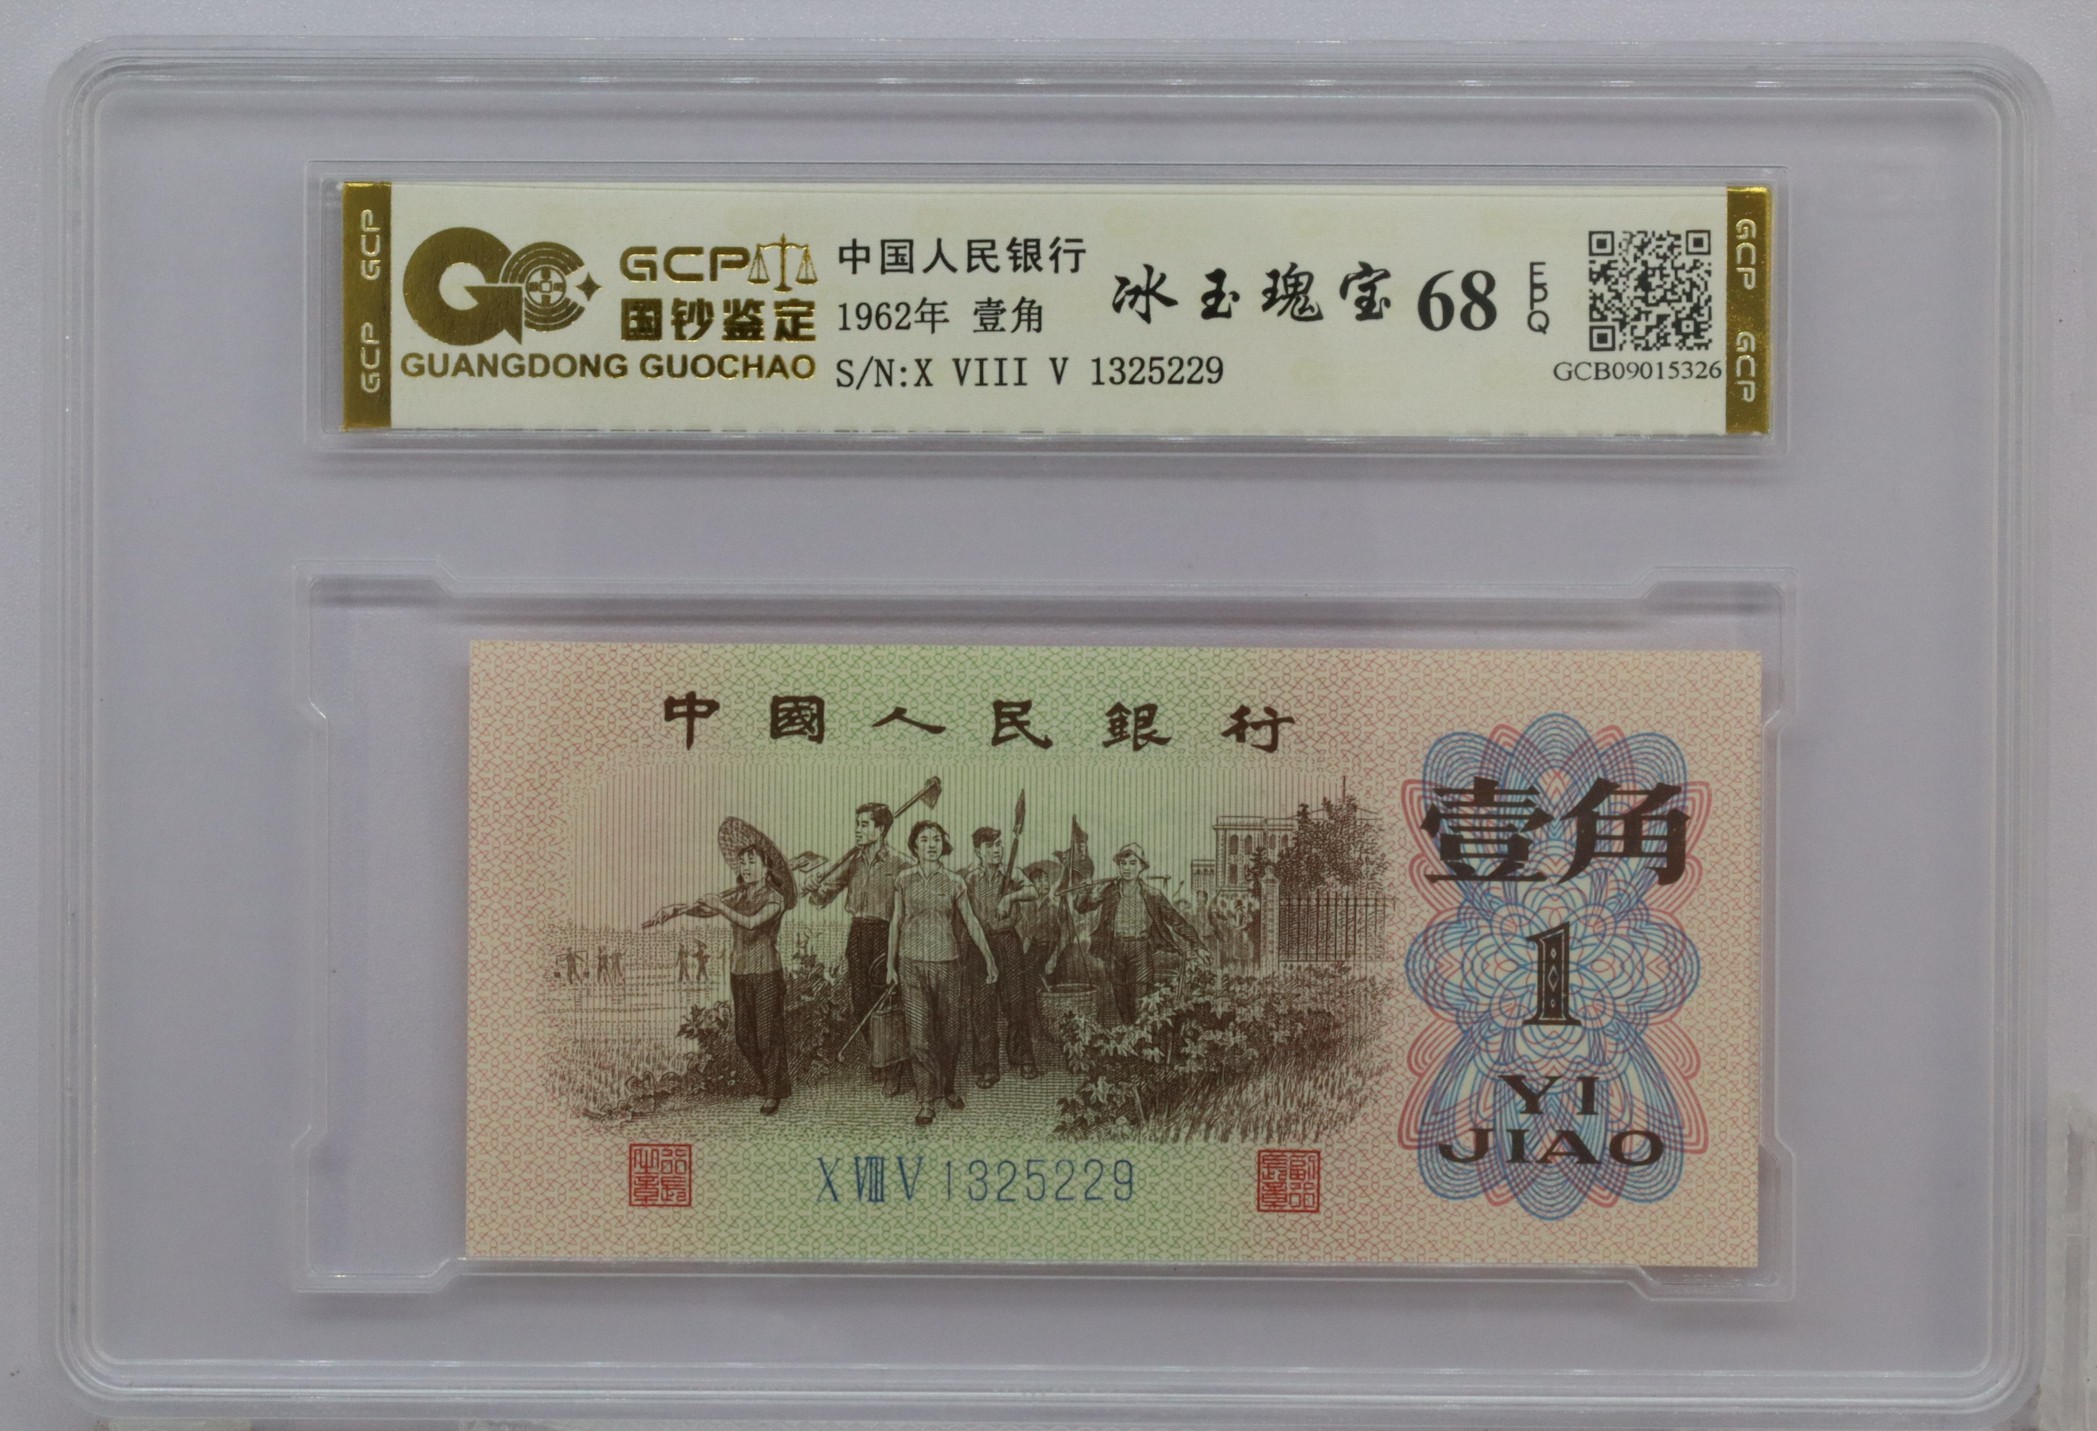 GCP GCP
GCP
国钞鉴定
GUANGDONG GUOCHAO
中国人民银行
1962年 壹角
S/N:X VIII V 1325229
冰玉瑰宝 68
EPQ
GCB09015326
GCP GCP
中國人民銀行
壹角
1
YI
JIAO
X VIII V 1325229